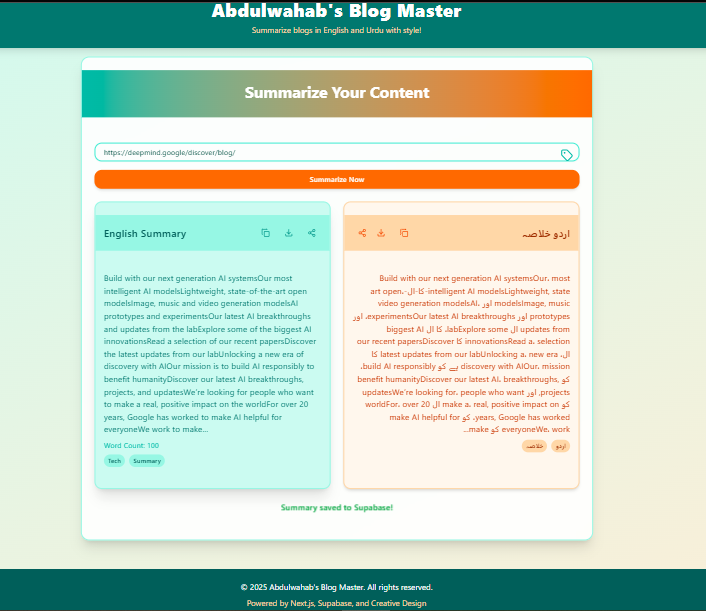 Abdulwahab's Blog Master
Summarize blogs in English and Urdu with style!
Summarize Your Content
https://deepmind.google/discover/blog/
Summarize Now
English Summary
Build with our next generation AI systemsOur most
intelligent AI modelsLightweight, state-of-the-art open
modelsImage, music and video generation modelsAI
prototypes and experimentsOur latest AI breakthroughs
and updates from the labExplore some of the biggest AI
innovationsRead a selection of our recent papersDiscover
the latest updates from our labUnlocking a new era of
discovery with AIOur mission is to build AI responsibly to
benefit humanityDiscover our latest AI breakthroughs,
projects, and updatesWe're looking for people who want
to make a real, positive impact on the worldFor over 20
years, Google has worked to make AI helpful for
everyoneWe work to make...
Word Count: 100
Tech
Summary
اردو خلاصہ
Build with our next generation AI systemsOur، most
intelligent AI modelsLightweight, state-of-کا-ال-art open،
video generation modelsAI، اور modelsImage, music
اور experimentsOur latest AI breakthroughs، اور prototypes
biggest AI کا ال labExplore some، ال updates from
our recent papersDiscover کا innovationsRead a، selection
کا latest updates from our labUnlocking a، new era ال،
build AI، کو ہے discovery with AIOur، mission
benefit humanityDiscover our latest AI، breakthroughs, کو
updatesWe're looking for، people who want اور projects,
worldFor، over 20 ال make a، real, positive impact on کو
make AI helpful for کو years, Google has worked،
make... کو everyoneWe، work
اردو
خلاصہ
Summary saved to Supabase!
© 2025 Abdulwahab's Blog Master. All rights reserved.
Powered by Next.js, Supabase, and Creative Design